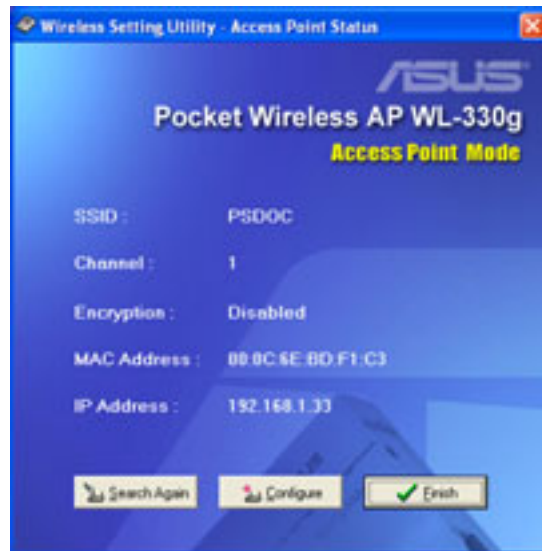 Wireless Setting Utility - Access Point Status
ASUS
Pocket Wireless AP WL-330g
Access Point Mode
SSID : PSDOC
Channel : 1
Encryption : Disabled
MAC Address : 00:0C:6E:BD:F1:C3
IP Address : 192.168.1.33
Search Again Configure Finish